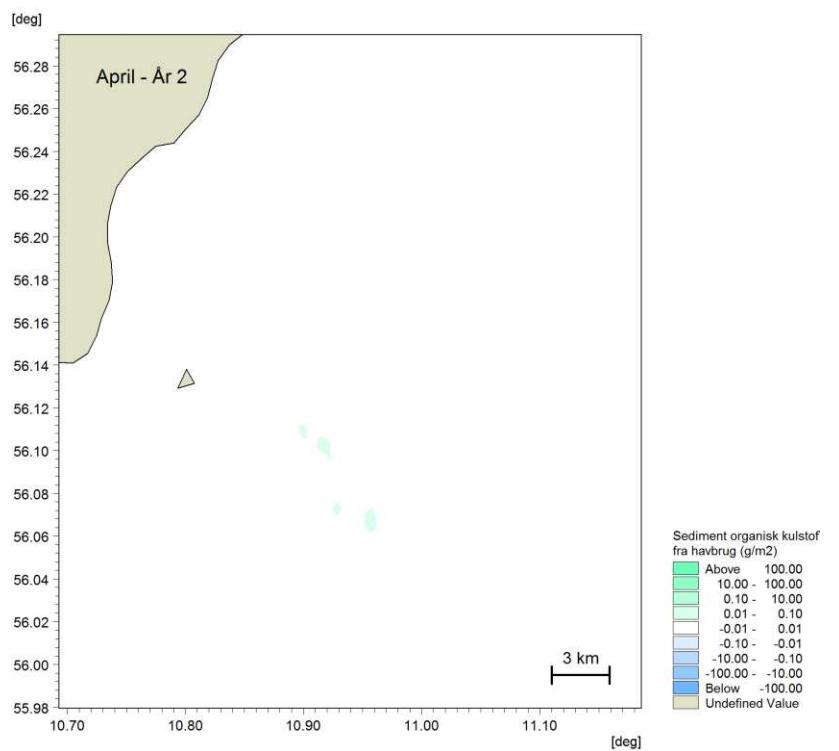 [deg]
56.28
April - År 2
56.26
56.24
56.22
56.20
56.18
56.16
56.14
56.12
56.10
56.08
56.06
56.04
56.02
56.00
55.98
3 km
10.70 10.80 10.90 11.00 11.10
[deg]
Sediment organisk kulstof
fra havbrug (g/m2)
Above 100.00
10.00 - 100.00
0.10 - 10.00
0.01 - 0.10
-0.01 - 0.01
-0.10 - -0.01
-10.00 - -0.10
-100.00 - -10.00
Below -100.00
Undefined Value